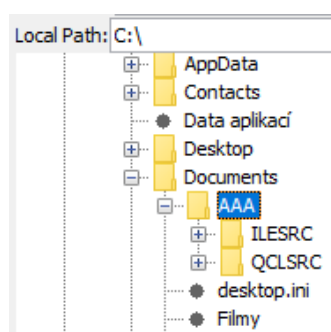 Local Path: C:\
AppData
Contacts
Data aplikací
Desktop
Documents
AAA
ILESRC
QCLSRC
desktop.ini
Filmy